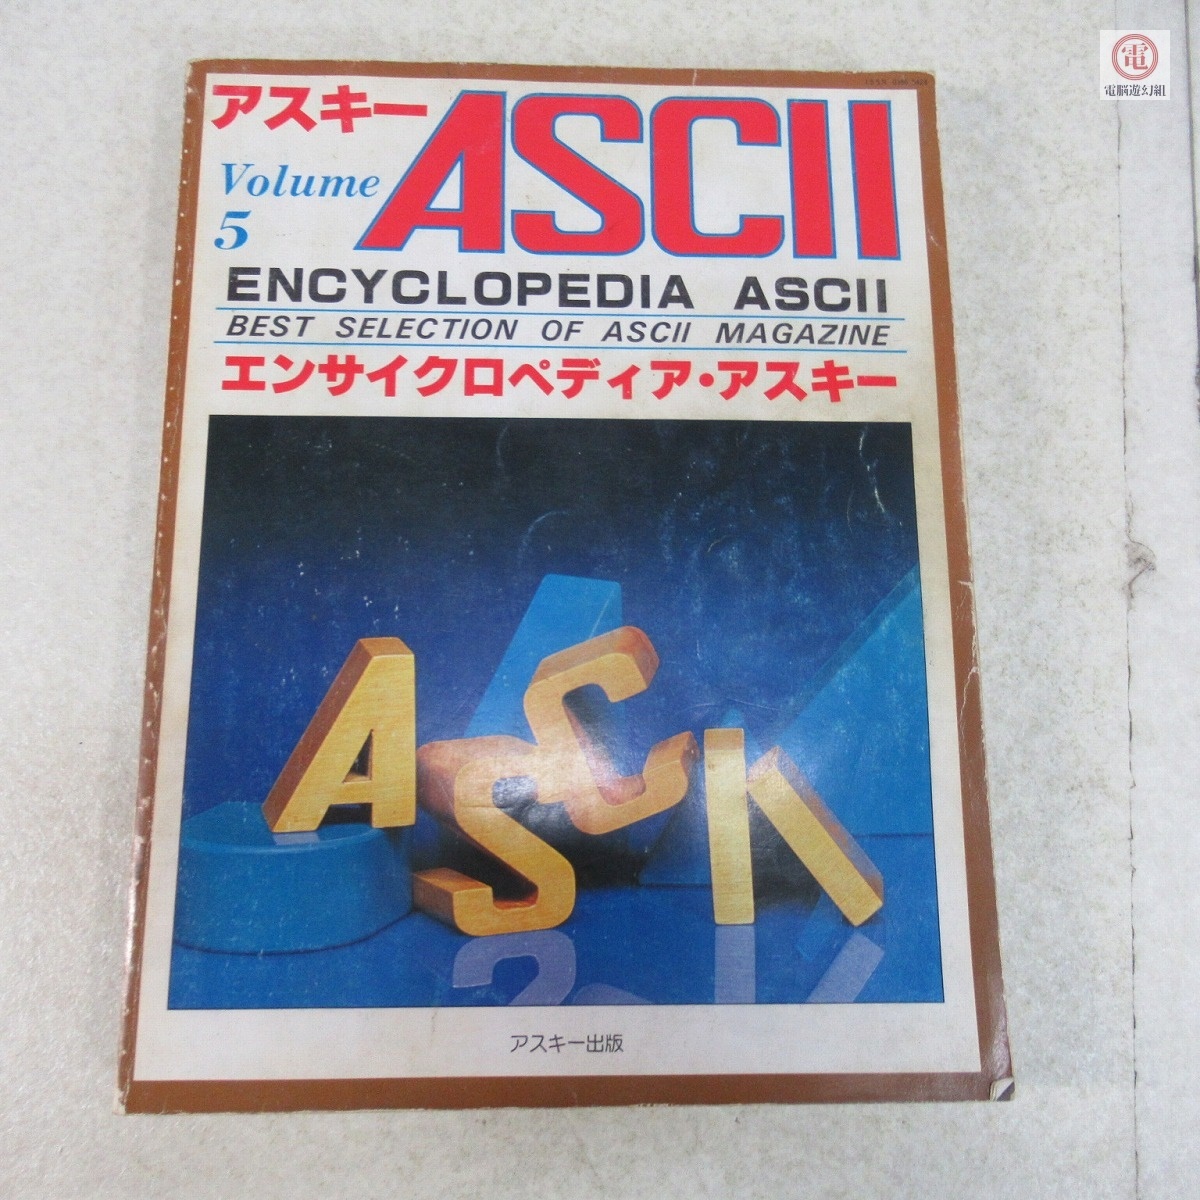 アスキー ASCII
Volume
5
ENCYCLOPEDIA ASCII
BEST SELECTION OF ASCII MAGAZINE
エンサイクロペディア・アスキー
ASCII
アスキー出版
電
電脳遊幻組